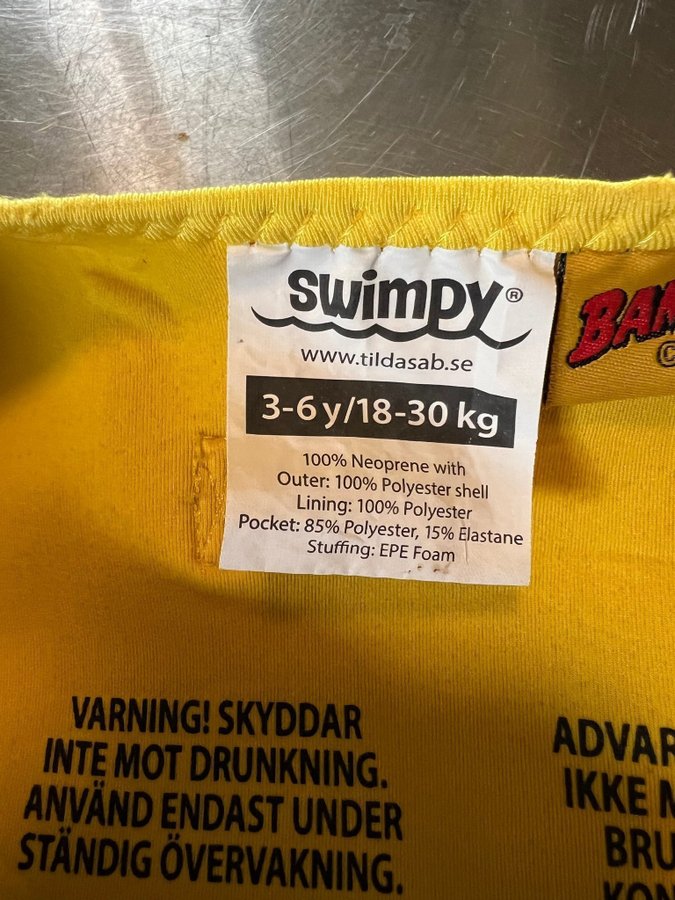 swimpy®
www.tildasab.se
3-6 y/18-30 kg
100% Neoprene with
Outer: 100% Polyester shell
Lining: 100% Polyester
Pocket: 85% Polyester, 15% Elastane
Stuffing: EPE Foam
©
VARNING! SKYDDAR
INTE MOT DRUNKNING.
ANVÄND ENDAST UNDER
STÄNDIG ÖVERVAKNING.
IKKE